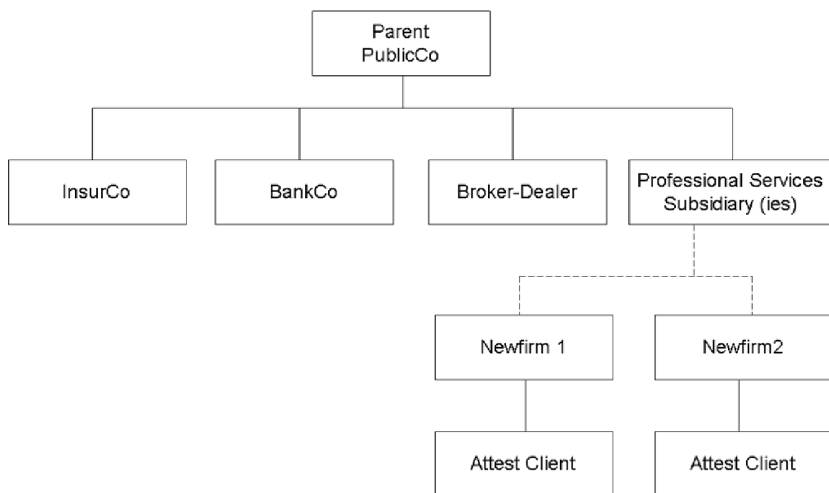 Parent
PublicCo
InsurCo
BankCo
Broker-Dealer
Professional Services
Subsidiary (ies)
Newfirm 1
Newfirm2
Attest Client
Attest Client